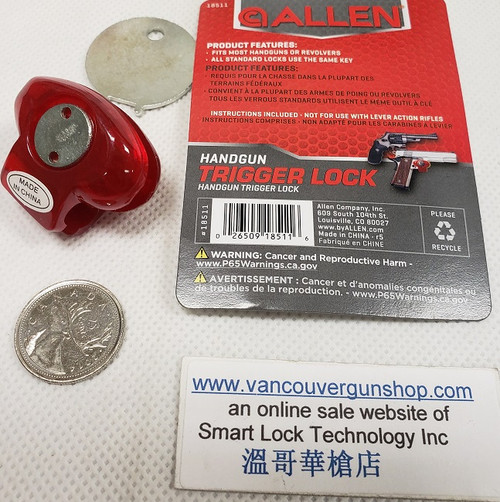 18511
ALLEN
PRODUCT FEATURES:
· FITS MOST HANDGUNS OR REVOLVERS
· ALL STANDARD LOCKS USE THE SAME KEY
PRODUCT FEATURES:
· REQUIS POUR LA CHASSE DANS LA PLUPART DES
TERRAINS FÉDÉRAUX
· CONVIENT À LA PLUPART DES ARMES DE POING OU REVOLVERS
TOUS LES VERROUS STANDARDS UTILISENT LE MEME OUTIL À CLÉ
INSTRUCTIONS INCLUDED · NOT FOR USE WITH LEVER ACTION RIFLES
INSTRUCTIONS COMPRISES · NON ADAPTÉ POUR LES CARABINES A LEVIER
HANDGUN
TRIGGER LOCK
HANDGUN TRIGGER LOCK
#18511
0 26509 18511 6
Allen Company, Inc.
809 South 104th St.
Louisville, CO 80027
www.byALLEN.com
Made in CHINA · r5
Fabriqué en CHINE
PLEASE
RECYCLE
WARNING: Cancer and Reproductive Harm -
www.P65Warnings.ca.gov
AVERTISSEMENT : Cancer et d'anomalies congénitales ou
de troubles de la reproduction. - www.P65Warnings.ca.gov
MADE
IN CHINA
CANADA
www.vancouvergunshop.com
an online sale website of
Smart Lock Technology Inc
溫哥華槍店